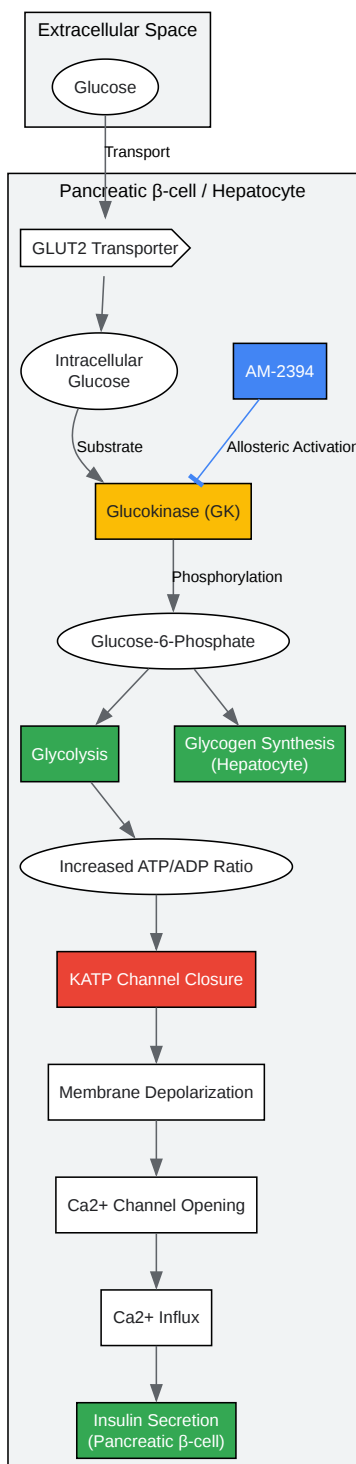 Extracellular Space
Glucose
Transport
Pancreatic β-cell / Hepatocyte
GLUT2 Transporter
Intracellular
Glucose
AM-2394
Substrate
Allosteric Activation
Glucokinase (GK)
Phosphorylation
Glucose-6-Phosphate
Glycolysis
Glycogen Synthesis
(Hepatocyte)
Increased ATP/ADP Ratio
KATP Channel Closure
Membrane Depolarization
Ca2+ Channel Opening
Ca2+ Influx
Insulin Secretion
(Pancreatic β-cell)